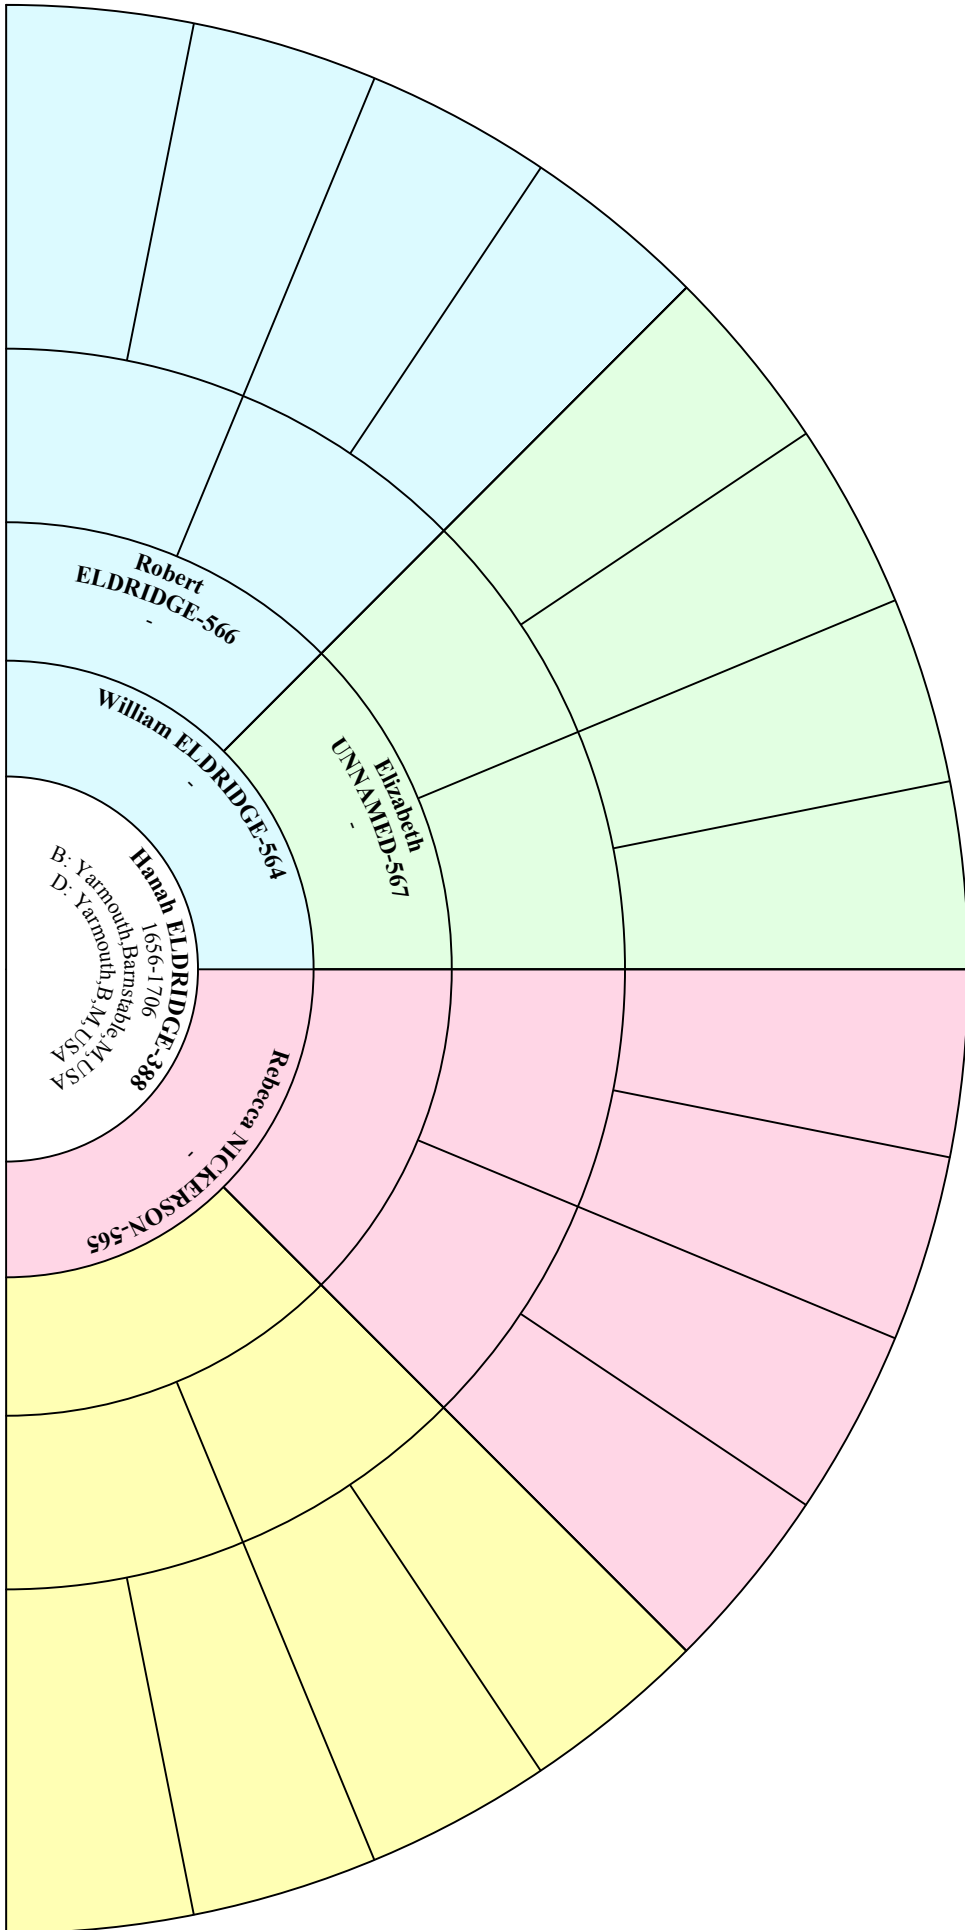 Robert
ELDRIDGE-566
-
William ELDRIDGE-564
-
Elizabeth
UNNAMED-567
-
Hanah ELDRIDGE-388
1656-1706
B: Yarmouth,Barnstable,M,USA
D: Yarmouth,B,M,USA
Rebecca NICKERSON-565
-